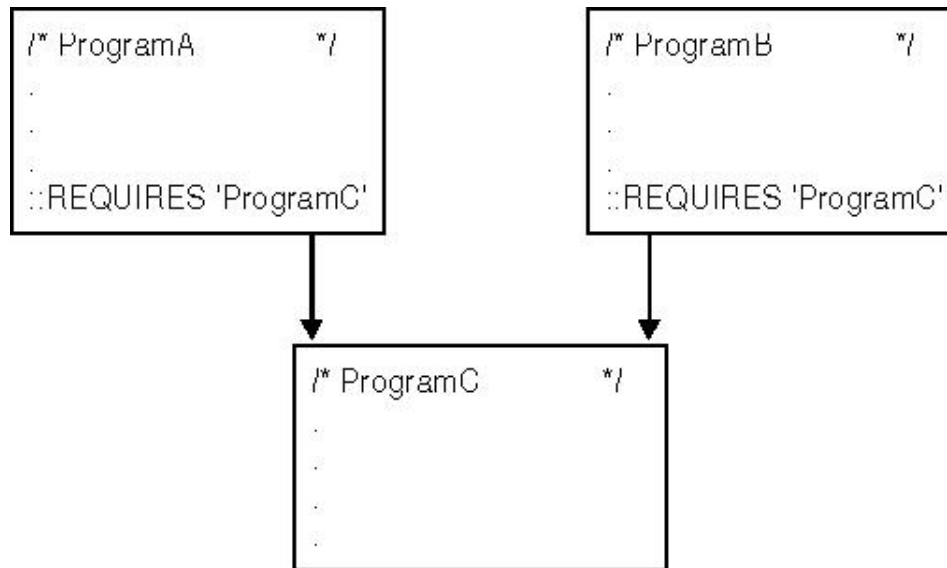 /* ProgramA */
.
.
.
::REQUIRES 'ProgramC'
/* ProgramB */
.
.
.
::REQUIRES 'ProgramC'
/* ProgramC */
.
.
.
.